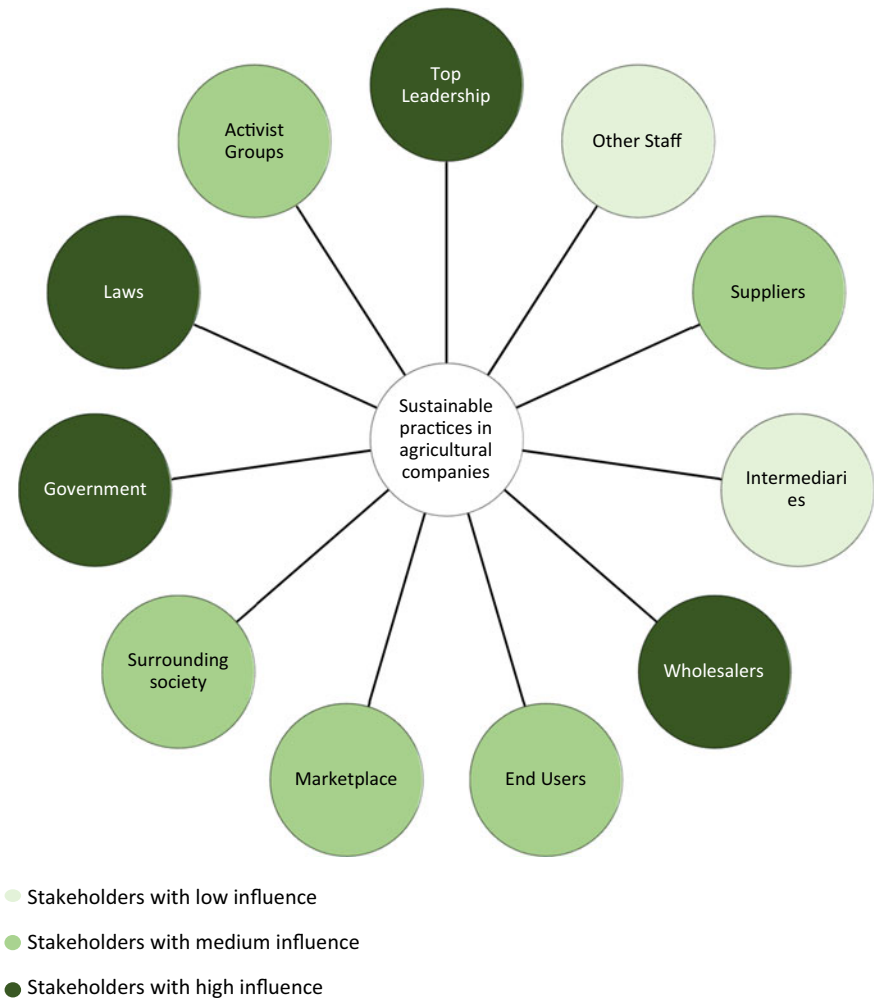 Top
Leadership
Other Staff
Suppliers
Intermediari
es
Wholesalers
End Users
Marketplace
Surrounding
society
Government
Laws
Activist
Groups
Sustainable
practices in
agricultural
companies
Stakeholders with low influence
Stakeholders with medium influence
Stakeholders with high influence